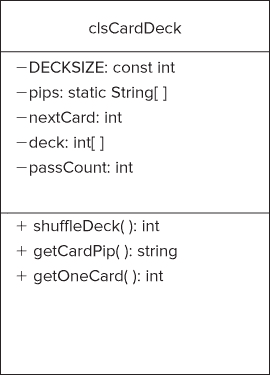 clsCardDeck
−DECKSIZE: const int
−pips: static String[ ]
−nextCard: int
−deck: int[ ]
−passCount: int
+ shuffleDeck( ): int
+ getCardPip( ): string
+ getOneCard( ): int